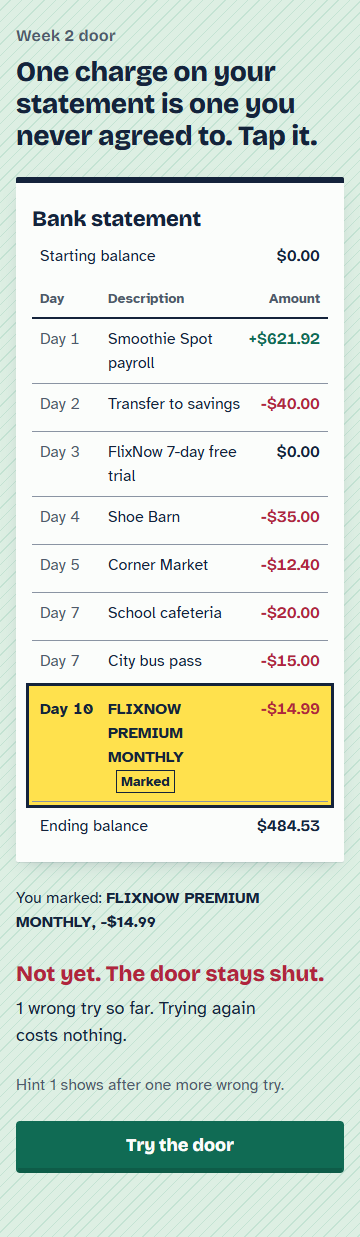 Week 2 door
One charge on your
statement is one you
never agreed to. Tap it.
Bank statement
Starting balance $0.00
Day Description Amount
Day 1 Smoothie Spot +$621.92
payroll
Day 2 Transfer to savings -$40.00
Day 3 FlixNow 7-day free $0.00
trial
Day 4 Shoe Barn -$35.00
Day 5 Corner Market -$12.40
Day 7 School cafeteria -$20.00
Day 7 City bus pass -$15.00
Day 10 FLIXNOW -$14.99
PREMIUM
MONTHLY
Marked
Ending balance $484.53
You marked: FLIXNOW PREMIUM
MONTHLY, -$14.99
Not yet. The door stays shut.
1 wrong try so far. Trying again
costs nothing.
Hint 1 shows after one more wrong try.
Try the door